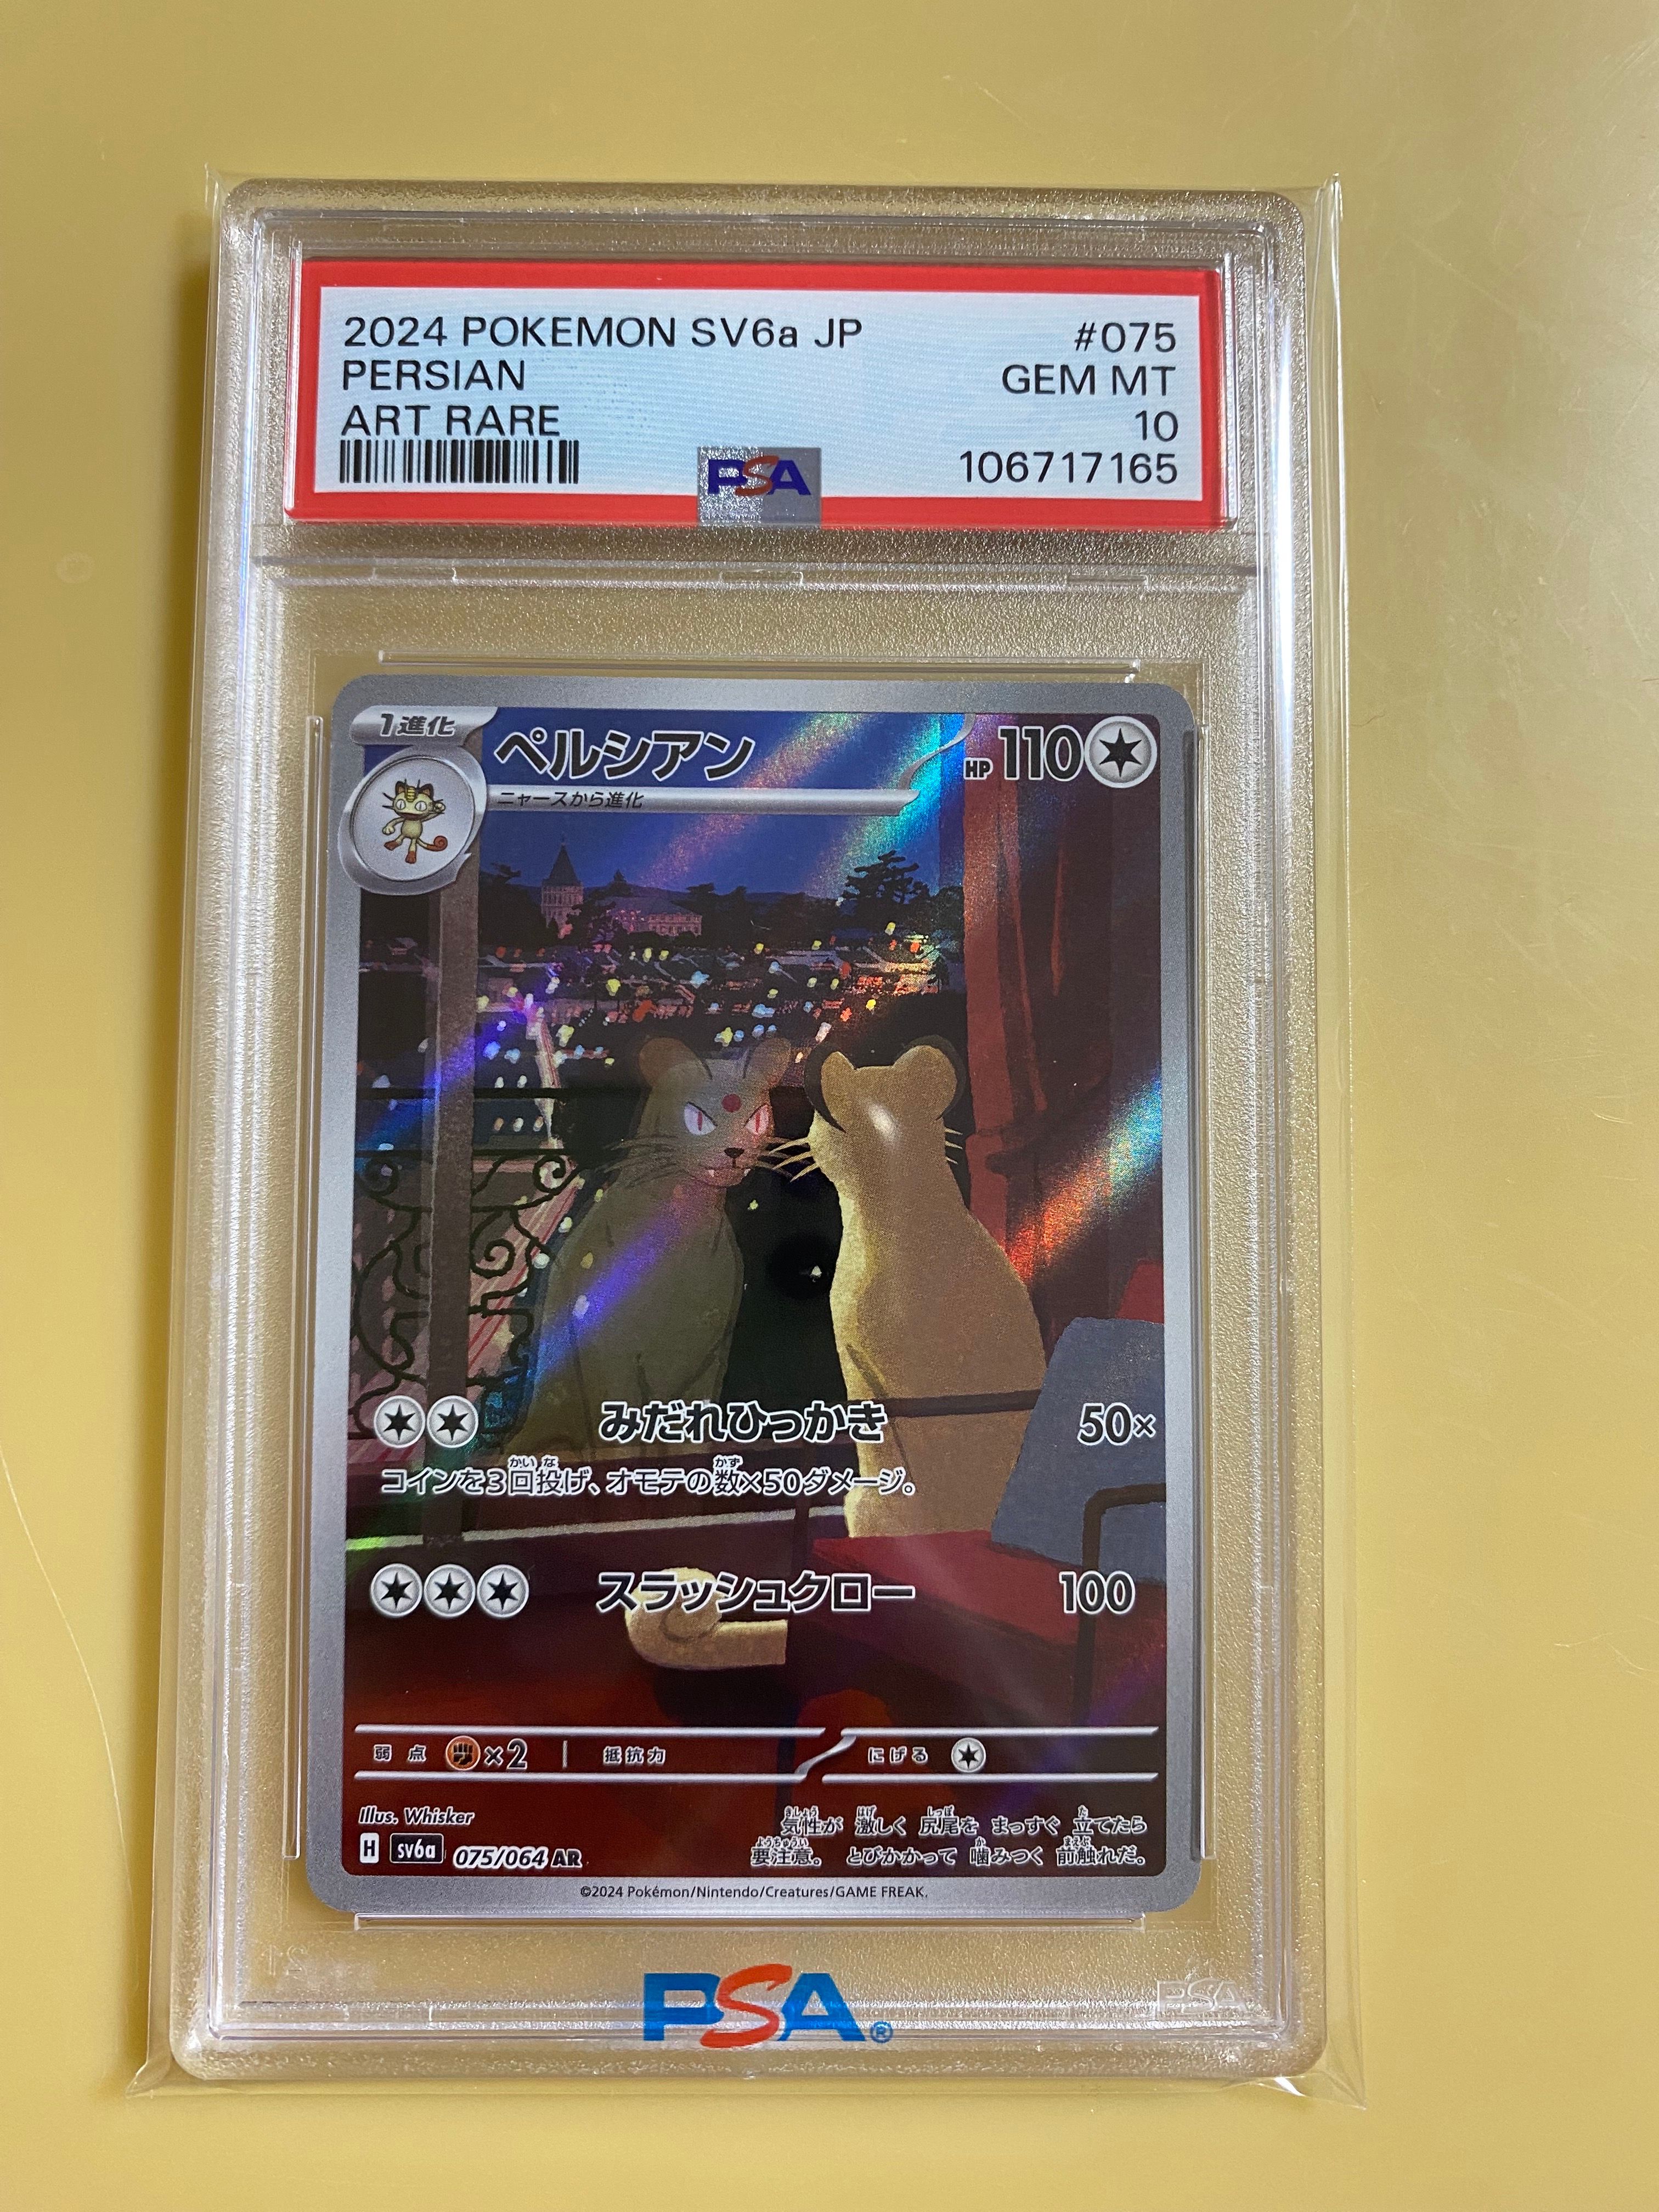 2024 POKEMON SV6a JP #075
PERSIAN GEM MT
ART RARE 10
PSA 106717165
1進化 ペルシアン HP 110
ニャースから進化
みだれひっかき 50×
コインを3回投げ、オモテの数×50ダメージ。
スラッシュクロー 100
弱点 ×2 抵抗力 にげる
Illus. Whisker
気性が 激しく 尻尾を まっすぐ 立てたら
要注意。 とびかかって 噛みつく 前触れだ。
H sv6a 075/064 AR
©2024 Pokémon/Nintendo/Creatures/GAME FREAK.
PSA®
PSA